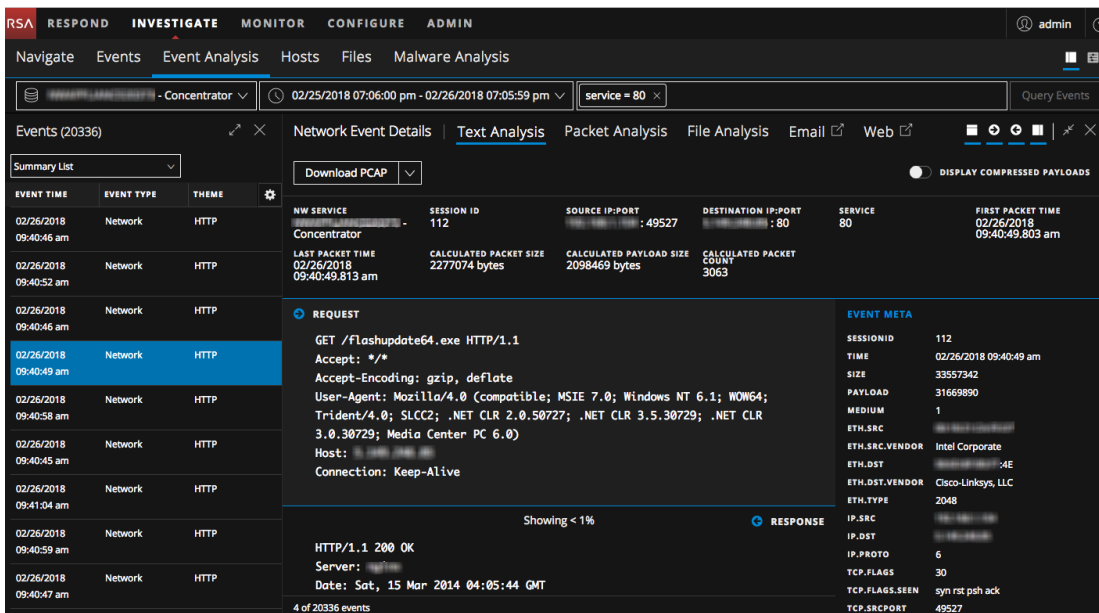 RSA RESPOND INVESTIGATE MONITOR CONFIGURE ADMIN admin
Navigate Events Event Analysis Hosts Files Malware Analysis
- Concentrator 02/25/2018 07:06:00 pm - 02/26/2018 07:05:59 pm service = 80 × Query Events
Events (20336)
Summary List
EVENT TIME EVENT TYPE THEME
02/26/2018 Network HTTP
09:40:46 am
02/26/2018 Network HTTP
09:40:52 am
02/26/2018 Network HTTP
09:40:46 am
02/26/2018 Network HTTP
09:40:49 am
02/26/2018 Network HTTP
09:40:58 am
02/26/2018 Network HTTP
09:40:45 am
02/26/2018 Network HTTP
09:41:04 am
02/26/2018 Network HTTP
09:40:59 am
02/26/2018 Network HTTP
09:40:47 am
Network Event Details Text Analysis Packet Analysis File Analysis Email Web
Download PCAP
DISPLAY COMPRESSED PAYLOADS
NW SERVICE
-
Concentrator
SESSION ID
112
SOURCE IP:PORT
: 49527
DESTINATION IP:PORT
: 80
SERVICE
80
FIRST PACKET TIME
02/26/2018
09:40:49.803 am
LAST PACKET TIME
02/26/2018
09:40:49.813 am
CALCULATED PACKET SIZE
2277074 bytes
CALCULATED PAYLOAD SIZE
2098469 bytes
CALCULATED PACKET
COUNT
3063
REQUEST
GET /flashupdate64.exe HTTP/1.1
Accept: */*
Accept-Encoding: gzip, deflate
User-Agent: Mozilla/4.0 (compatible; MSIE 7.0; Windows NT 6.1; WOW64;
Trident/4.0; SLCC2; .NET CLR 2.0.50727; .NET CLR 3.5.30729; .NET CLR
3.0.30729; Media Center PC 6.0)
Host:
Connection: Keep-Alive
Showing < 1%
RESPONSE
HTTP/1.1 200 OK
Server:
Date: Sat, 15 Mar 2014 04:05:44 GMT
4 of 20336 events
EVENT META
SESSIONID 112
TIME 02/26/2018 09:40:49 am
SIZE 33557342
PAYLOAD 31669890
MEDIUM 1
ETH.SRC
ETH.SRC.VENDOR Intel Corporate
ETH.DST :4E
ETH.DST.VENDOR Cisco-Linksys, LLC
ETH.TYPE 2048
IP.SRC
IP.DST
IP.PROTO 6
TCP.FLAGS 30
TCP.FLAGS.SEEN syn rst psh ack
TCP.SRCPORT 49527